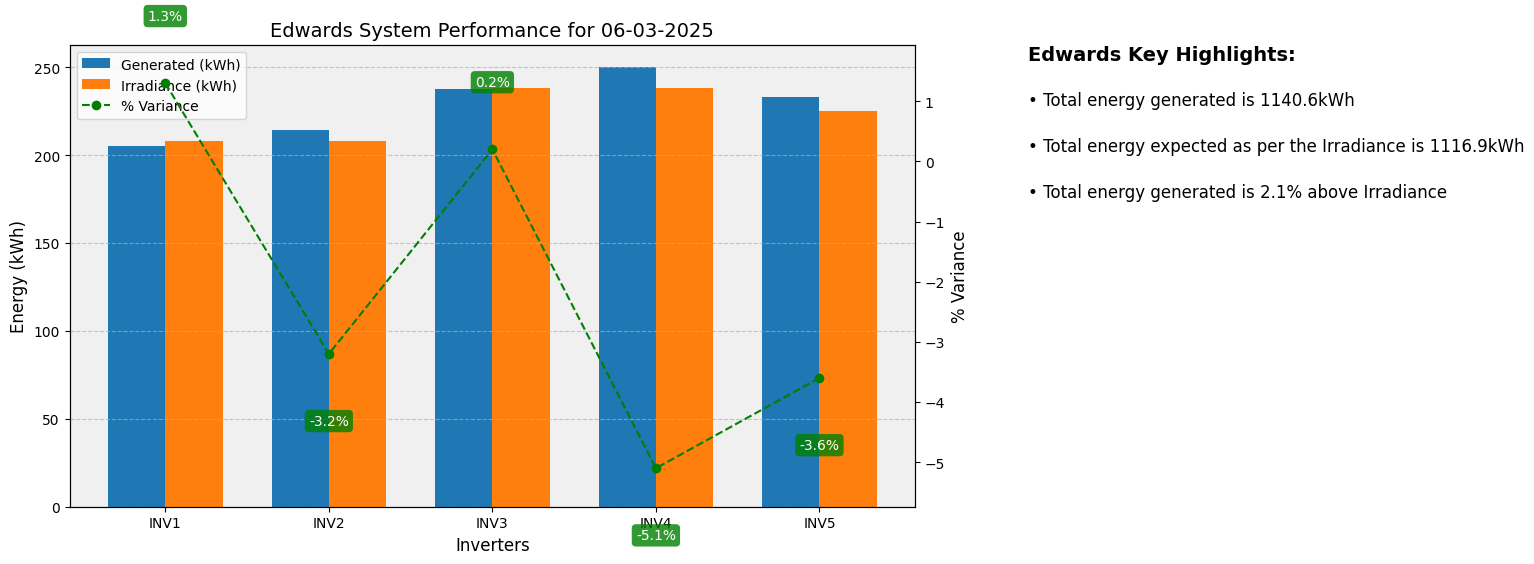 1.3%
Edwards System Performance for 06-03-2025
Generated (kWh)
Irradiance (kWh)
% Variance
0.2%
-3.2%
-5.1%
-3.6%
250
200
150
100
50
0
Energy (kWh)
1
0
−1
−2
−3
−4
−5
% Variance
INV1 INV2 INV3 INV4 INV5
Inverters
Edwards Key Highlights:
• Total energy generated is 1140.6kWh
• Total energy expected as per the Irradiance is 1116.9kWh
• Total energy generated is 2.1% above Irradiance